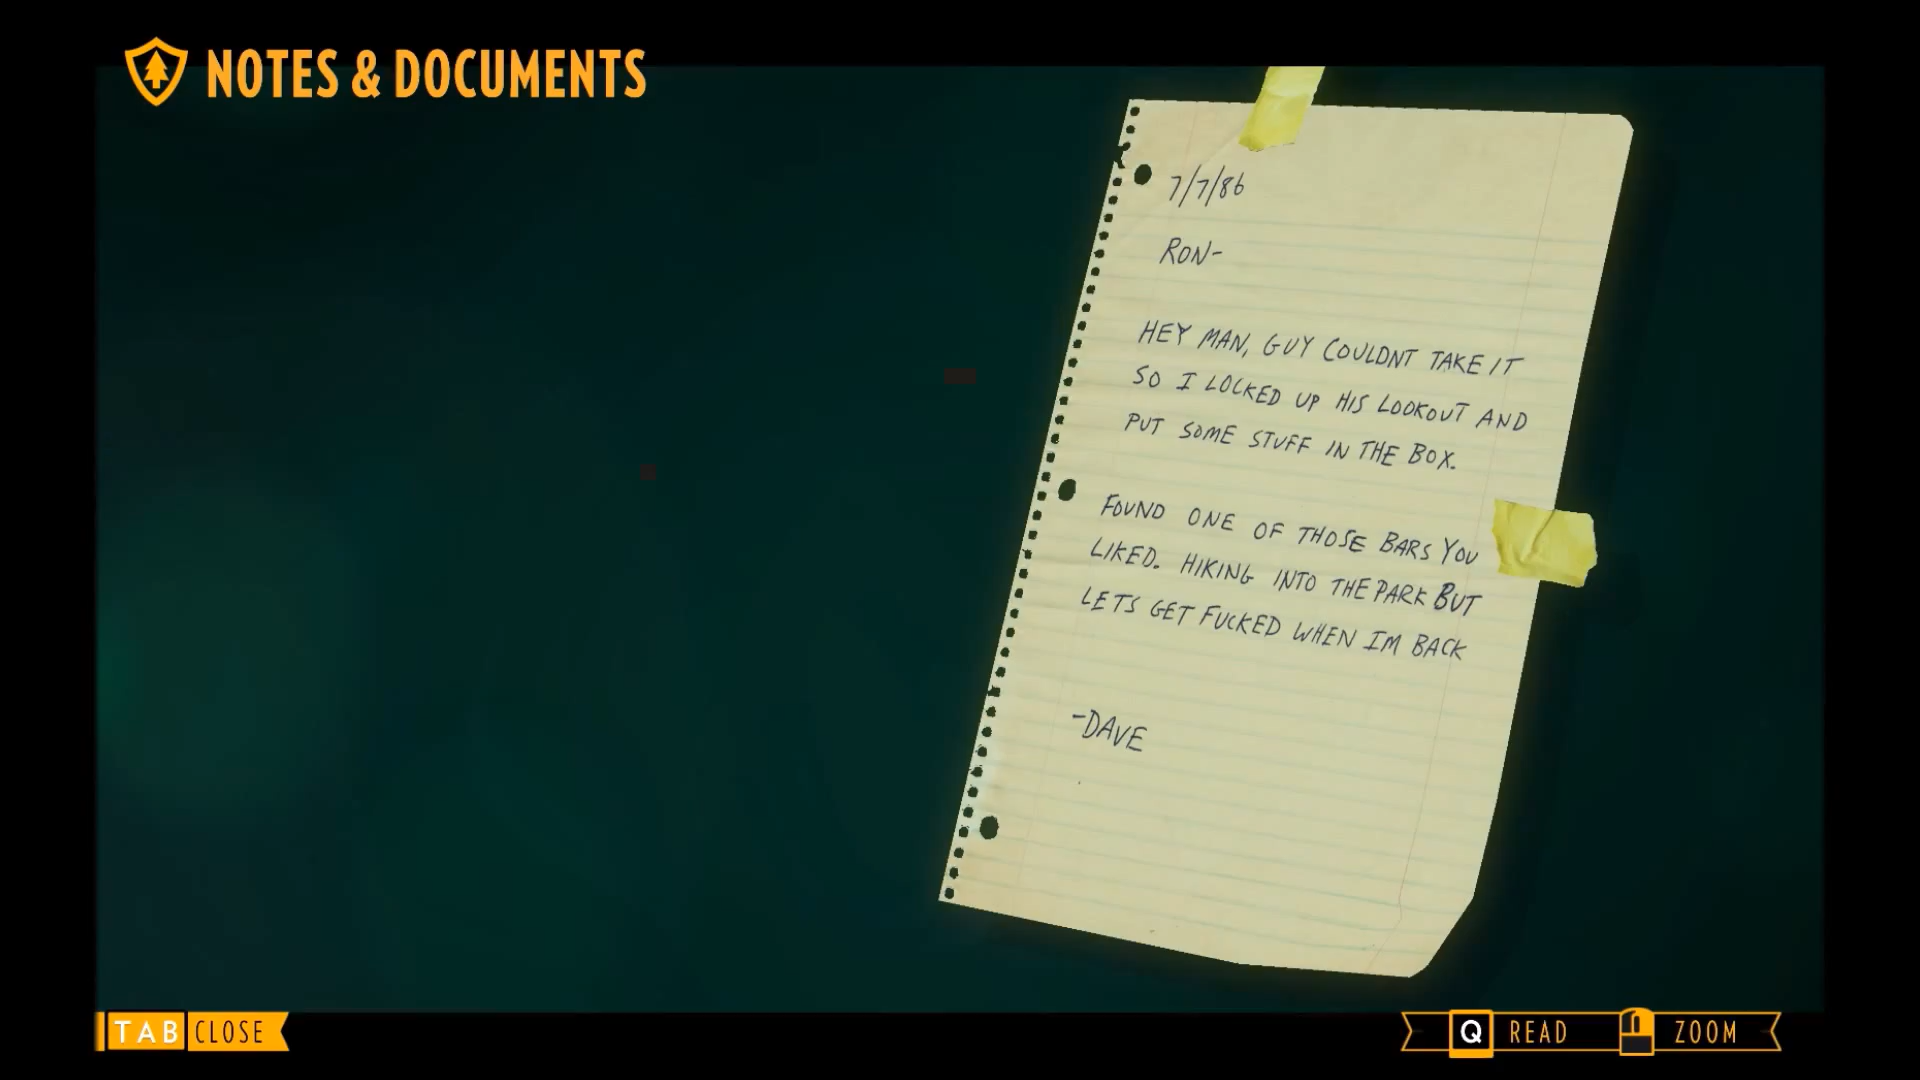 NOTES & DOCUMENTS
7/7/86
RON-
HEY MAN, GUY COULDNT TAKE IT
SO I LOCKED UP HIS LOOKOUT AND
PUT SOME STUFF IN THE BOX.
FOUND ONE OF THOSE BARS YOU
LIKED. HIKING INTO THE PARK BUT
LETS GET FUCKED WHEN IM BACK
-DAVE
TAB CLOSE
Q READ ZOOM